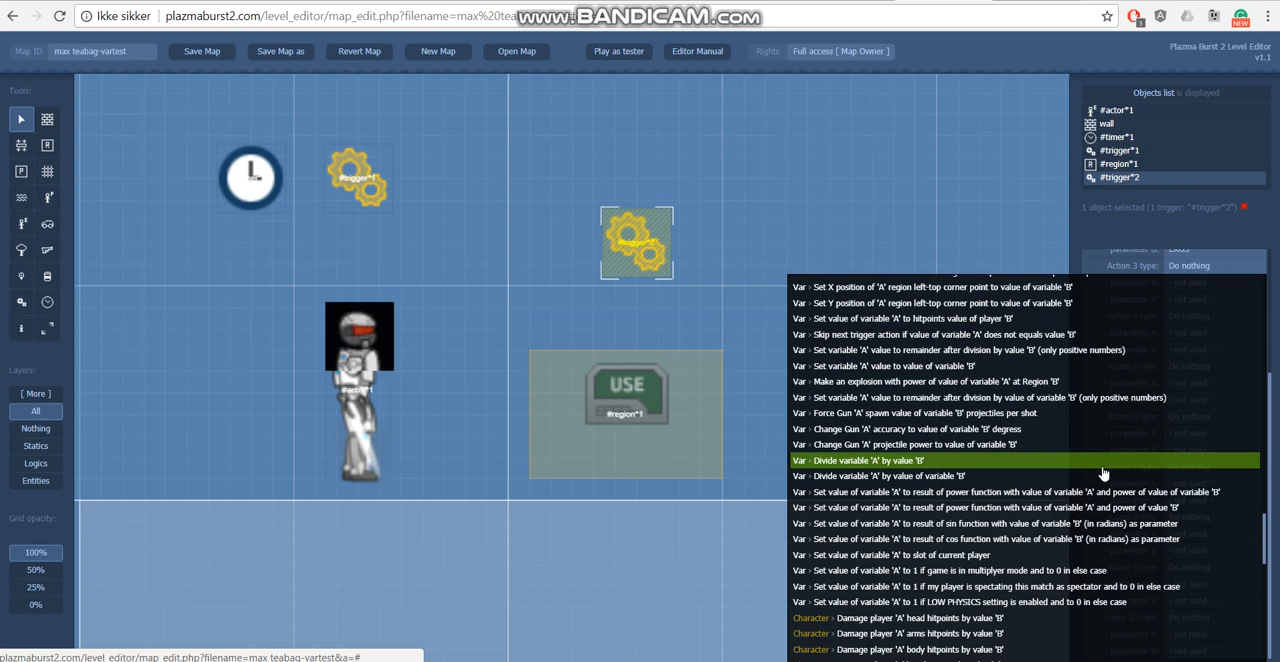 Ikke sikker | plazmaburst2.com/level_editor/map_edit.php?filename=max%20tea
www.BANDICAM.com
3
NEW
Map ID
max teabag-vartest
Save Map
Save Map as
Revert Map
New Map
Open Map
Play as tester
Editor Manual
Rights
Full access [ Map Owner ]
Plazma Burst 2 Level Editor
v1.1
Tools:
Objects list is displayed
#actor*1
wall
#timer*1
#trigger*1
#region*1
#trigger*2
1 object selected (1 trigger: "#trigger*2")
#trigger*1
#trigger*2
#actor*1
USE
#region*1
Action 3 type:
Do nothing
Layers:
[ More ]
All
Nothing
Statics
Logics
Entities
Grid opacity:
100%
50%
25%
0%
Var › Set X position of 'A' region left-top corner point to value of variable 'B'
Var › Set Y position of 'A' region left-top corner point to value of variable 'B'
Var › Set value of variable 'A' to hitpoints value of player 'B'
Var › Skip next trigger action if value of variable 'A' does not equals value 'B'
Var › Set variable 'A' value to remainder after division by value 'B' (only positive numbers)
Var › Set variable 'A' value to value of variable 'B'
Var › Make an explosion with power of value of variable 'A' at Region 'B'
Var › Set variable 'A' value to remainder after division by value of variable 'B' (only positive numbers)
Var › Force Gun 'A' spawn value of variable 'B' projectiles per shot
Var › Change Gun 'A' accuracy to value of variable 'B' degress
Var › Change Gun 'A' projectile power to value of variable 'B'
Var › Divide variable 'A' by value 'B'
Var › Divide variable 'A' by value of variable 'B'
Var › Set value of variable 'A' to result of power function with value of variable 'A' and power of value of variable 'B'
Var › Set value of variable 'A' to result of power function with value of variable 'A' and power of value 'B'
Var › Set value of variable 'A' to result of sin function with value of variable 'B' (in radians) as parameter
Var › Set value of variable 'A' to result of cos function with value of variable 'B' (in radians) as parameter
Var › Set value of variable 'A' to slot of current player
Var › Set value of variable 'A' to 1 if game is in multiplyer mode and to 0 in else case
Var › Set value of variable 'A' to 1 if my player is spectating this match as spectator and to 0 in else case
Var › Set value of variable 'A' to 1 if LOW PHYSICS setting is enabled and to 0 in else case
Character › Damage player 'A' head hitpoints by value 'B'
Character › Damage player 'A' arms hitpoints by value 'B'
Character › Damage player 'A' body hitpoints by value 'B'
plazmaburst2.com/level_editor/map_edit.php?filename=max teabag-vartest&a=#